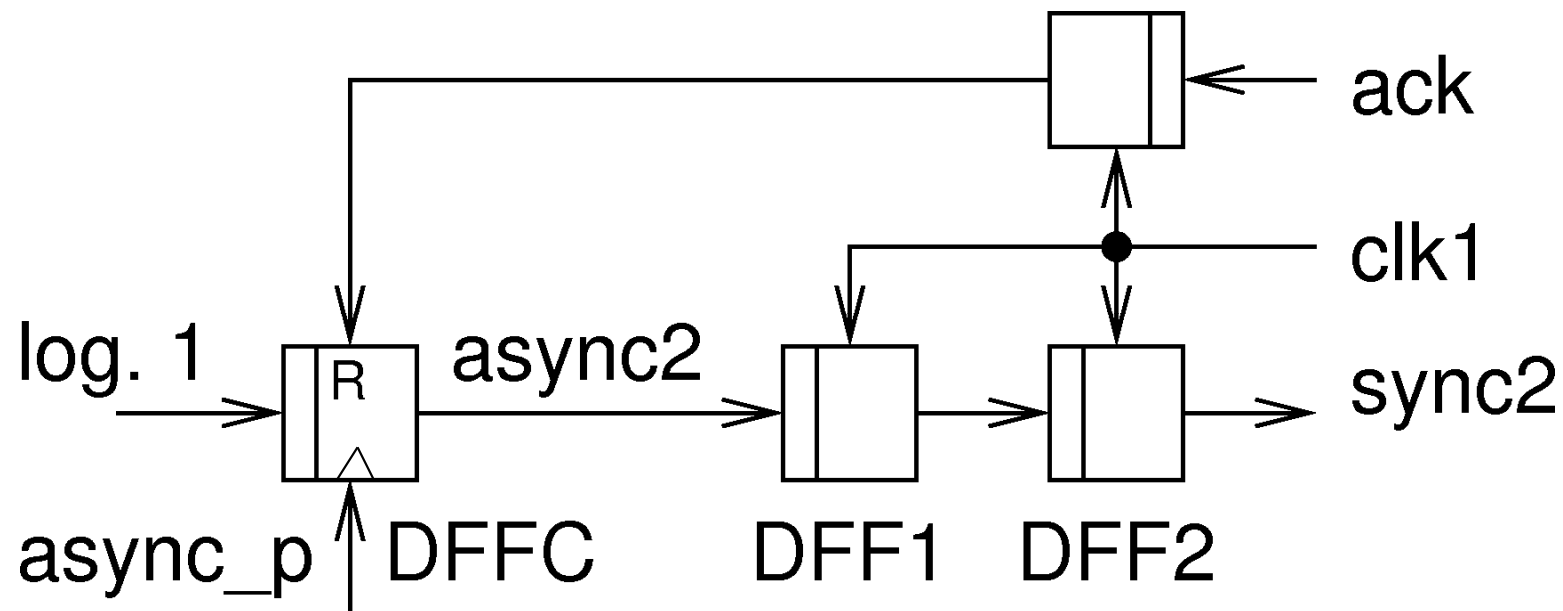 ack
clk1
log. 1
R
async2
sync2
async_p
DFFC
DFF1
DFF2